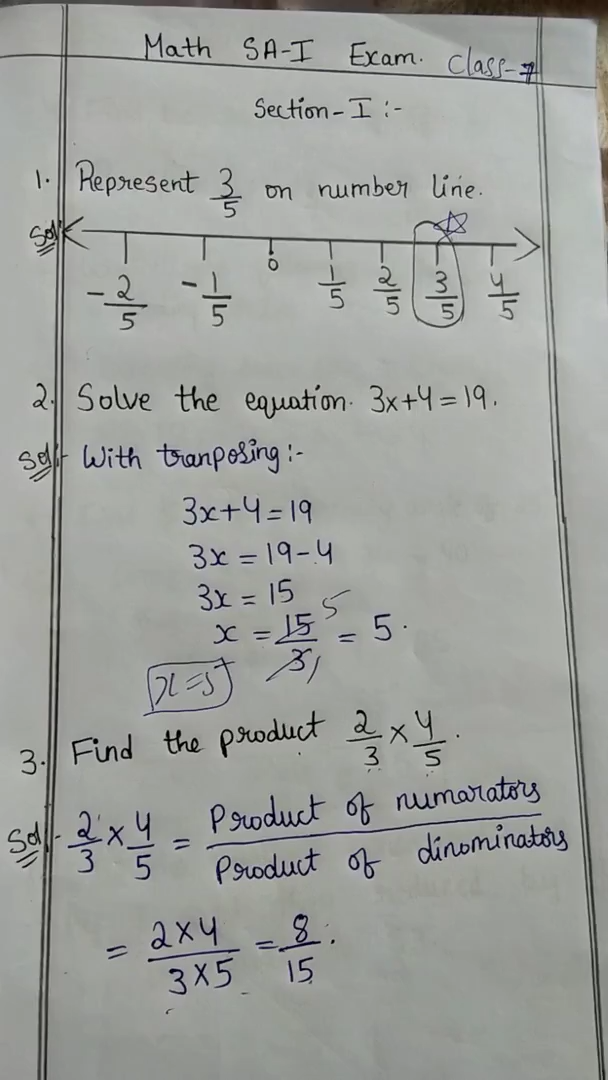 Math SA-I Exam. Class-7
Section-I :-
1. Represent 3/5 on number line.
Sol:
-2/5 -1/5 0 1/5 2/5 3/5 4/5
2. Solve the equation. 3x+4=19.
Sol:- With tranposing:-
3x+4=19
3x = 19-4
3x = 15
x = 15/3 5 1 = 5.
x=5
3. Find the product 2/3 × 4/5.
Sol:- 2/3 × 4/5 = Product of numarators / Product of dinominators
= 2×4/3×5 = 8/15.